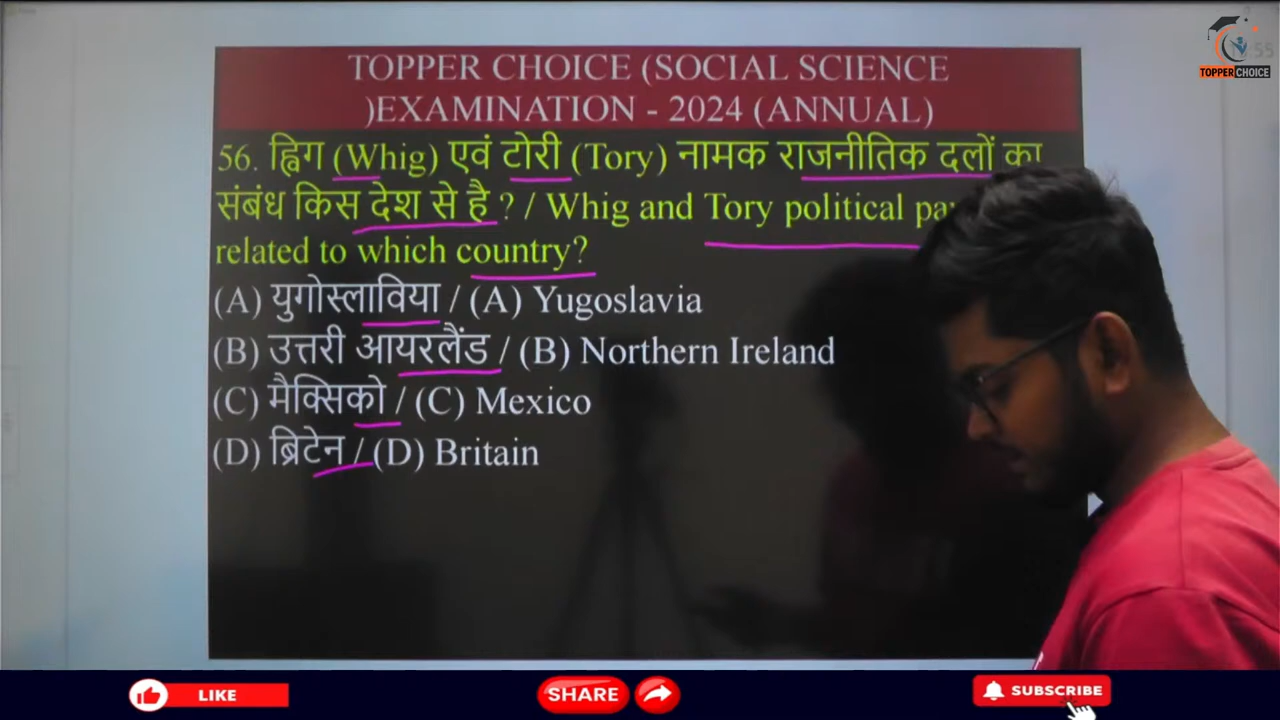 TOPPER CHOICE (SOCIAL SCIENCE
)EXAMINATION - 2024 (ANNUAL)
56. ह्विग (Whig) एवं टोरी (Tory) नामक राजनीतिक दलों का
संबंध किस देश से है ? / Whig and Tory political
related to which country?
(A) युगोस्लाविया / (A) Yugoslavia
(B) उत्तरी आयरलैंड / (B) Northern Ireland
(C) मैक्सिको / (C) Mexico
(D) ब्रिटेन / (D) Britain
TOPPER CHOICE
LIKE
SHARE
SUBSCRIBE